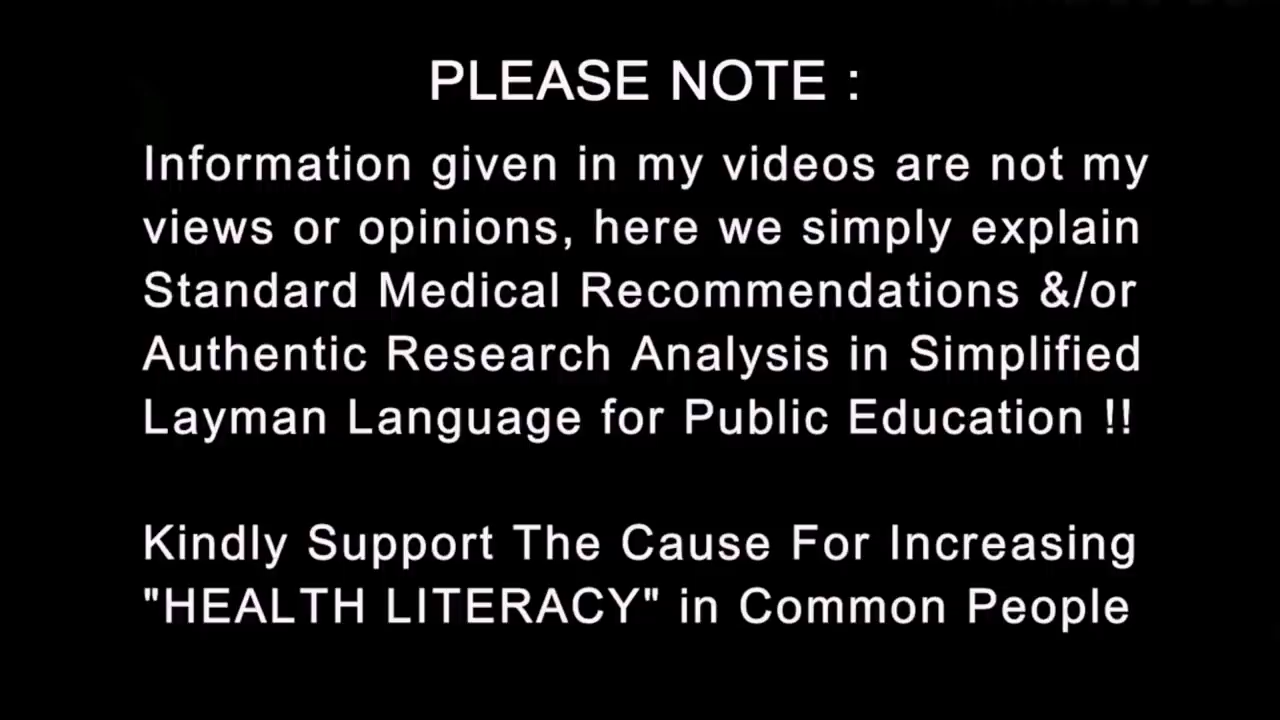 PLEASE NOTE :
Information given in my videos are not my
views or opinions, here we simply explain
Standard Medical Recommendations &/or
Authentic Research Analysis in Simplified
Layman Language for Public Education !!
Kindly Support The Cause For Increasing
"HEALTH LITERACY" in Common People